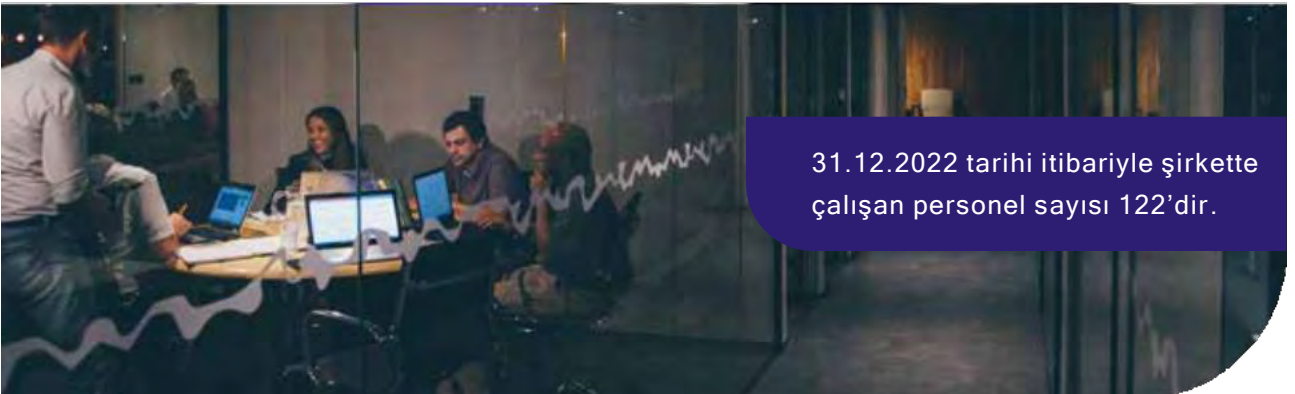 31.12.2022 tarihi itibariyle şirkette
çalışan personel sayısı 122’dir.